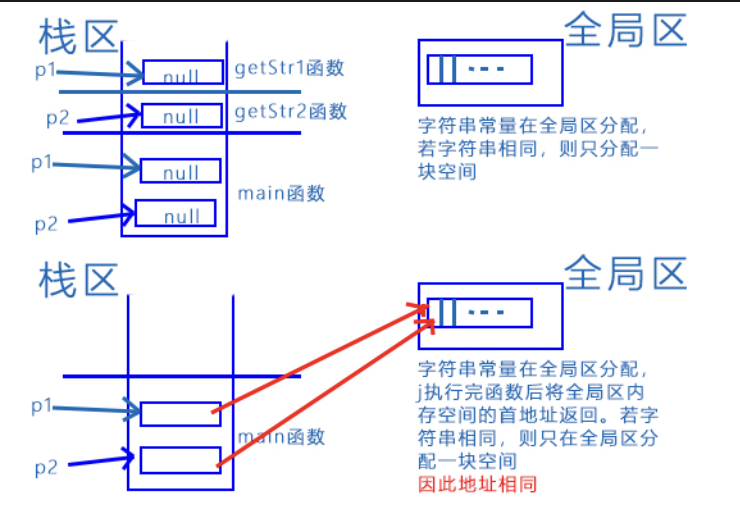 栈区
全局区
p1
null
getStr1函数
p2
null
getStr2函数
p1
null
main函数
p2
null
字符串常量在全局区分配，
若字符串相同，则只分配一
块空间
栈区
全局区
p1
main函数
p2
字符串常量在全局区分配，
j执行完函数后将全局区内
存空间的首地址返回。若字
符串相同，则只在全局区分
配一块空间
因此地址相同